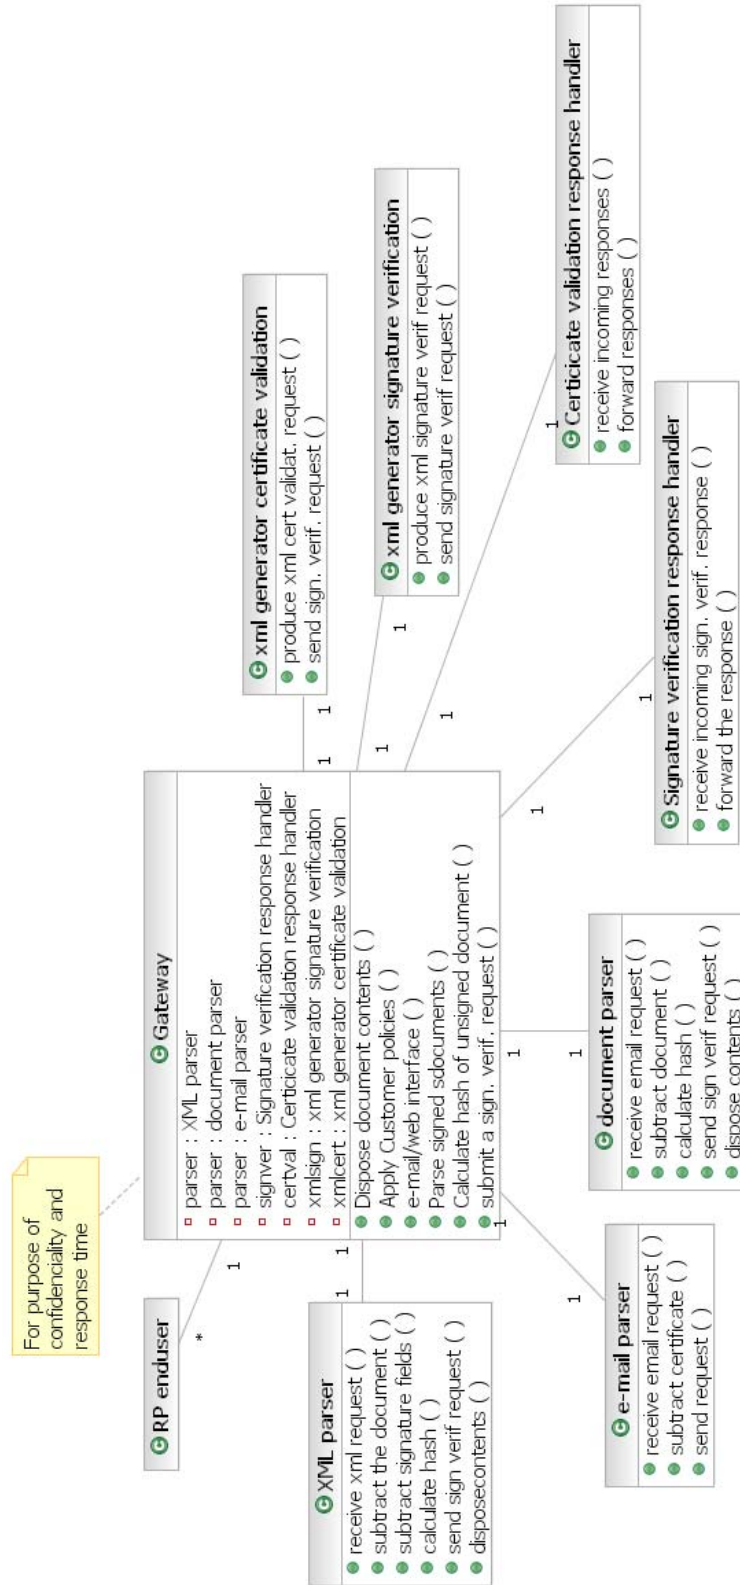 For purpose of
confidenciality and
response time
RP enduser
*
1
Gateway
parser : XML parser
parser : document parser
parser : e-mail parser
signver : Signature verification response handler
certval : Certicicate validation response handler
xmlsign : xml generator signature verification
xmlcert : xml generator certificate validation
Dispose document contents ( )
Apply Customer policies ( )
e-mail/web interface ( )
Parse signed sdocuments ( )
Calculate hash of unsigned document ( )
submit a sign. verif. request ( )
1
1
xml generator certificate validation
produce xml cert validat. request ( )
send sign. verif. request ( )
1
1
xml generator signature verification
produce xml signature verif request ( )
send signature verif request ( )
1
1
Certicicate validation response handler
receive incoming responses ( )
forward responses ( )
1
1
Signature verification response handler
receive incoming sign. verif. response ( )
forward the response ( )
1
1
XML parser
receive xml request ( )
subtract the document ( )
subtract signature fields ( )
calculate hash ( )
send sign verif request ( )
disposecontents ( )
1
1
e-mail parser
receive email request ( )
subtract certificate ( )
send request ( )
1
1
document parser
receive email request ( )
subtract document ( )
calculate hash ( )
send sign verif request ( )
dispose contents ( )